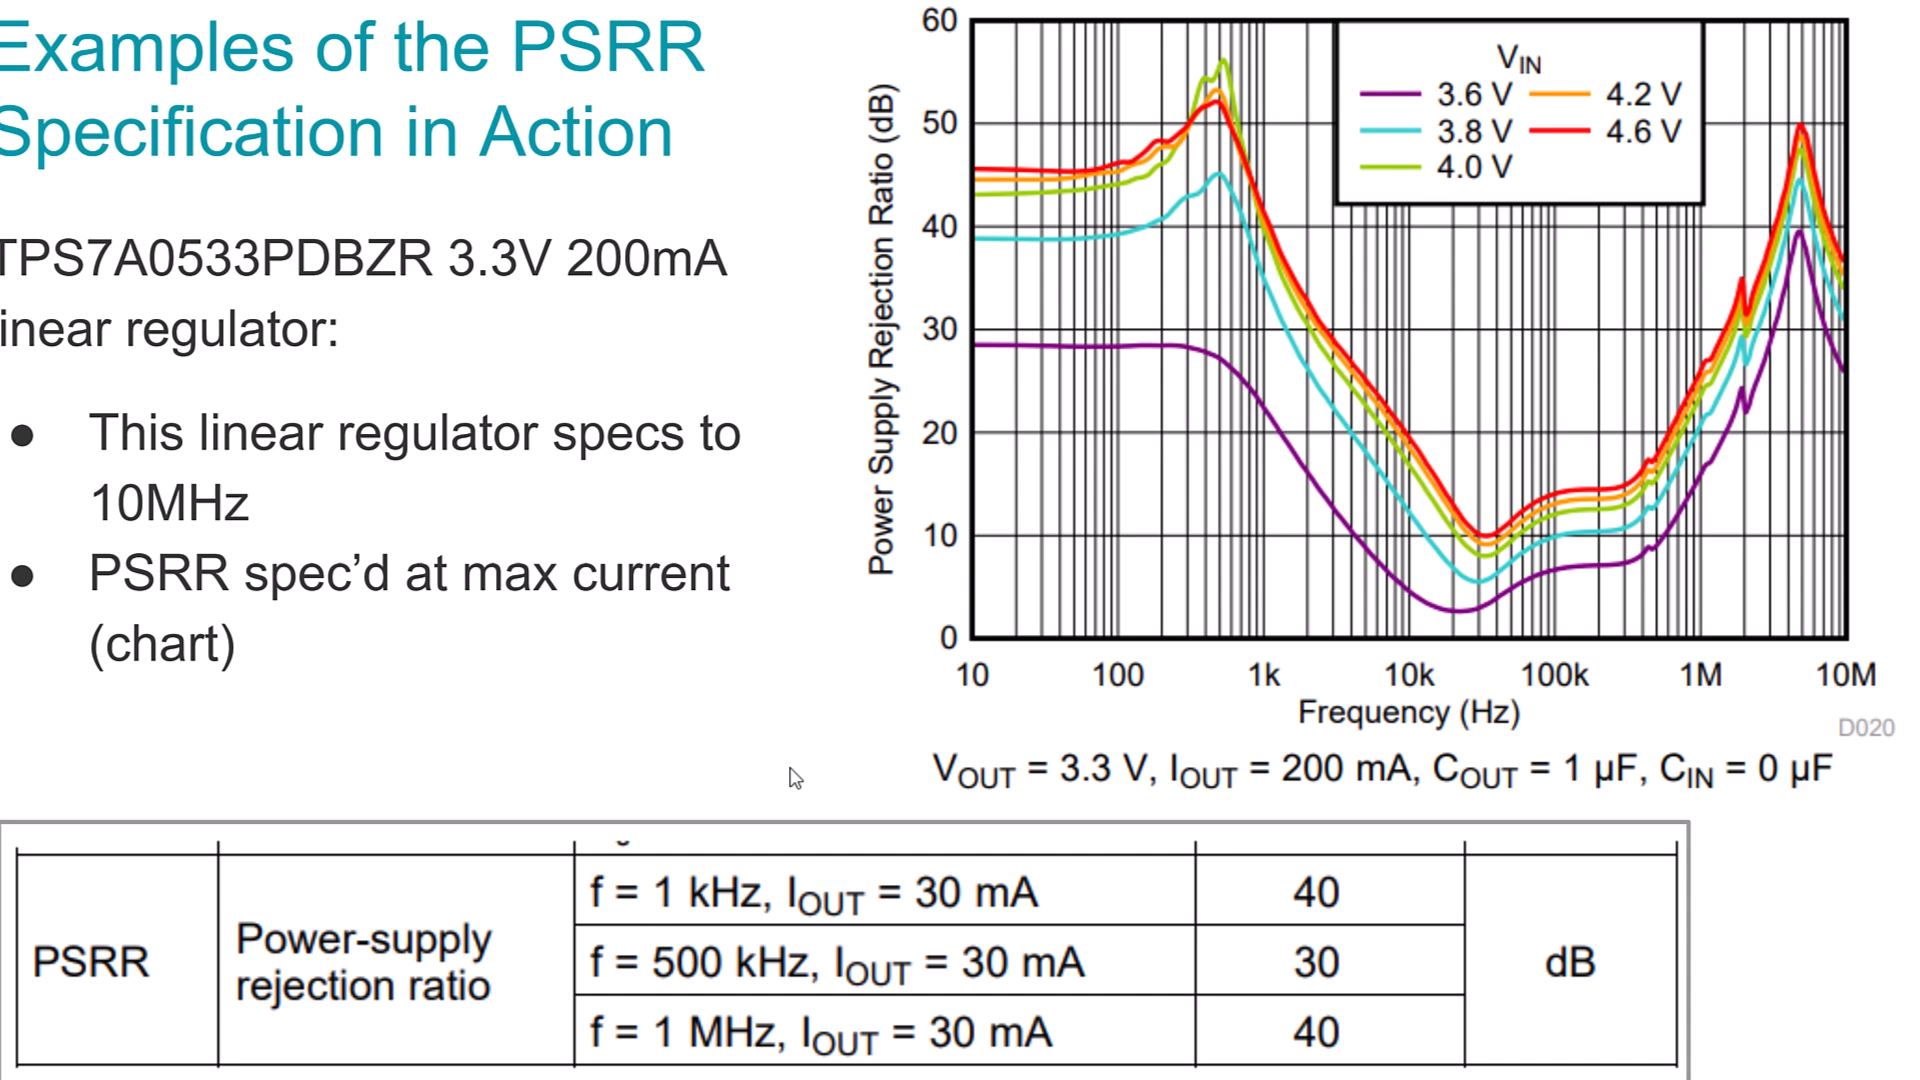 Examples of the PSRR
Specification in Action
TPS7A0533PDBZR 3.3V 200mA
linear regulator:
● This linear regulator specs to
10MHz
● PSRR spec’d at max current
(chart)
Power Supply Rejection Ratio (dB)
60
50
40
30
20
10
0
VIN
3.6 V 4.2 V
3.8 V 4.6 V
4.0 V
10 100 1k 10k 100k 1M 10M
Frequency (Hz)
D020
VOUT = 3.3 V, IOUT = 200 mA, COUT = 1 µF, CIN = 0 µF
PSRR
Power-supply
rejection ratio
f = 1 kHz, IOUT = 30 mA 40
f = 500 kHz, IOUT = 30 mA 30
f = 1 MHz, IOUT = 30 mA 40
dB